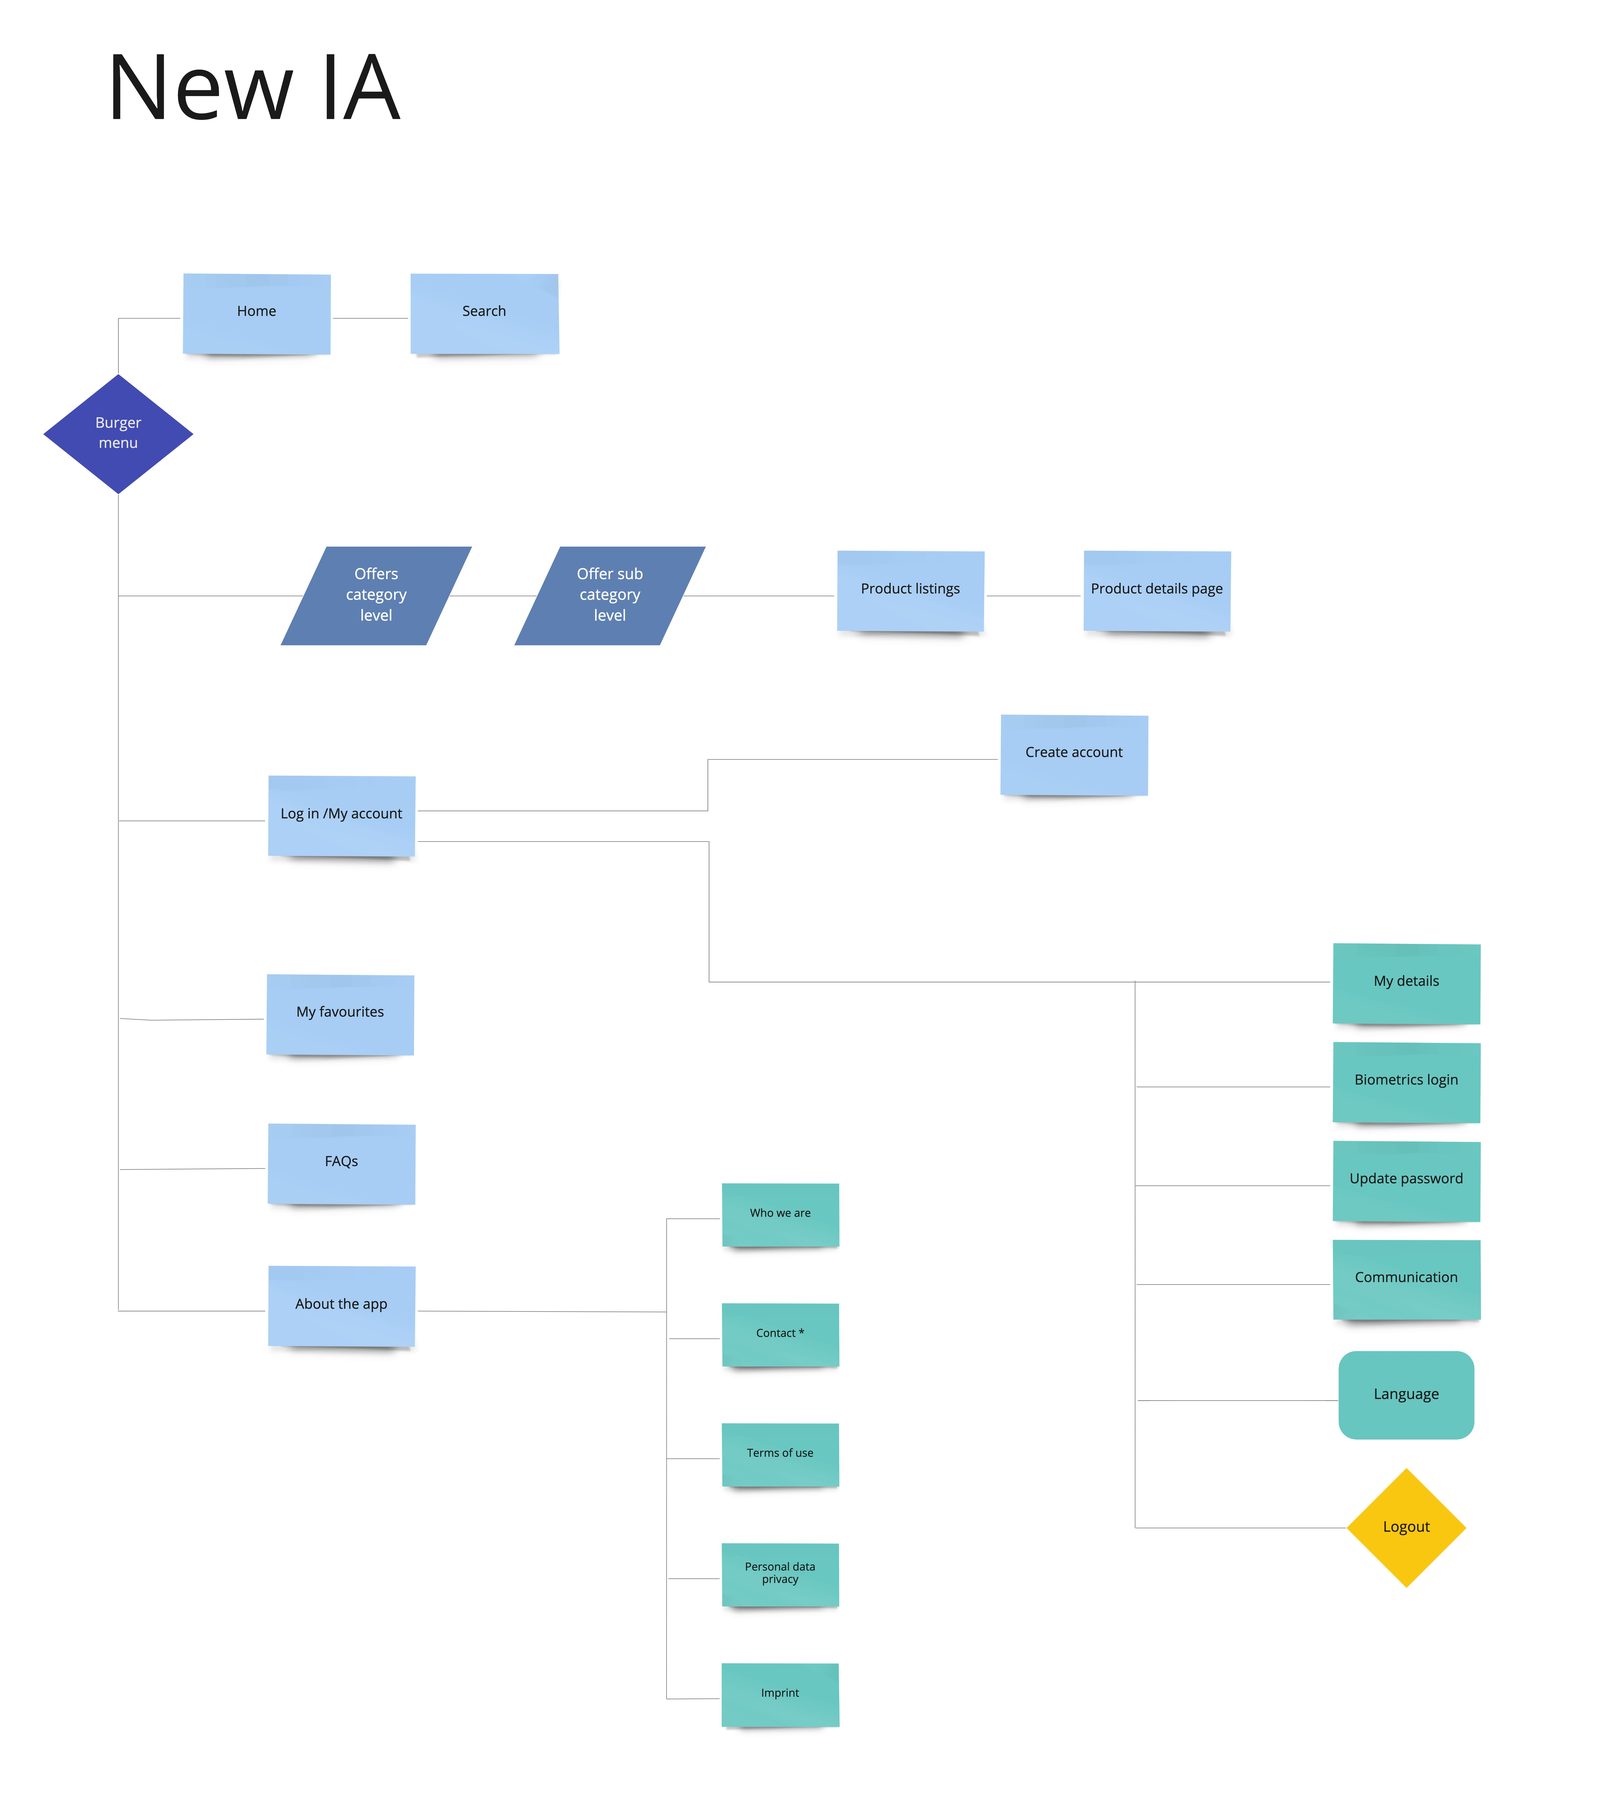 New IA
Home
Search
Burger
menu
Offers
category
level
Offer sub
category
level
Product listings
Product details page
Create account
Log in /My account
My details
My favourites
Biometrics login
FAQs
Update password
Who we are
Communication
About the app
Contact *
Language
Terms of use
Logout
Personal data
privacy
Imprint